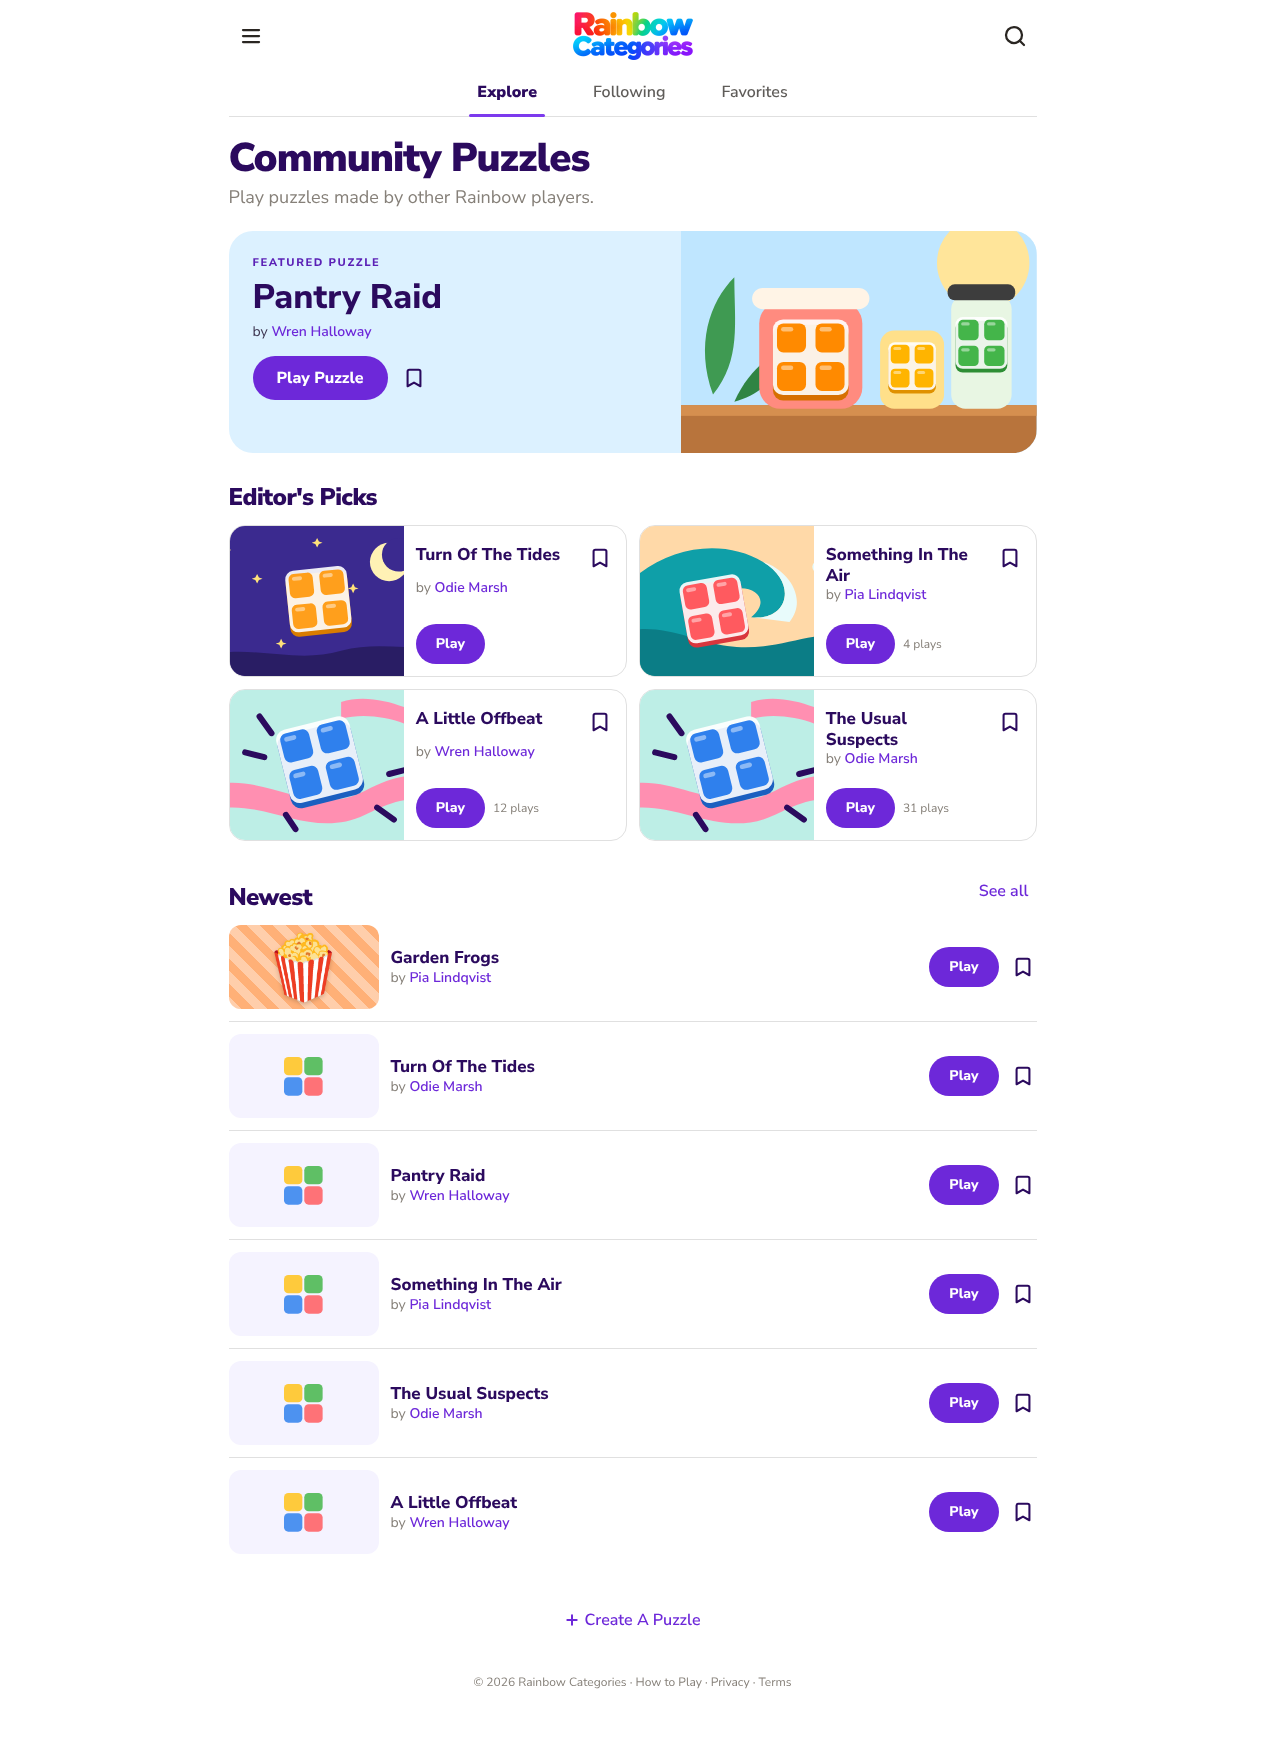 Rainbow
Categories
Explore
Following
Favorites
Community Puzzles
Play puzzles made by other Rainbow players.
FEATURED PUZZLE
Pantry Raid
by Wren Halloway
Play Puzzle
Editor's Picks
Turn Of The Tides
by Odie Marsh
Play
Something In The
Air
by Pia Lindqvist
Play
4 plays
A Little Offbeat
by Wren Halloway
Play
12 plays
The Usual
Suspects
by Odie Marsh
Play
31 plays
Newest
See all
Garden Frogs
by Pia Lindqvist
Play
Turn Of The Tides
by Odie Marsh
Play
Pantry Raid
by Wren Halloway
Play
Something In The Air
by Pia Lindqvist
Play
The Usual Suspects
by Odie Marsh
Play
A Little Offbeat
by Wren Halloway
Play
+ Create A Puzzle
© 2026 Rainbow Categories · How to Play · Privacy · Terms